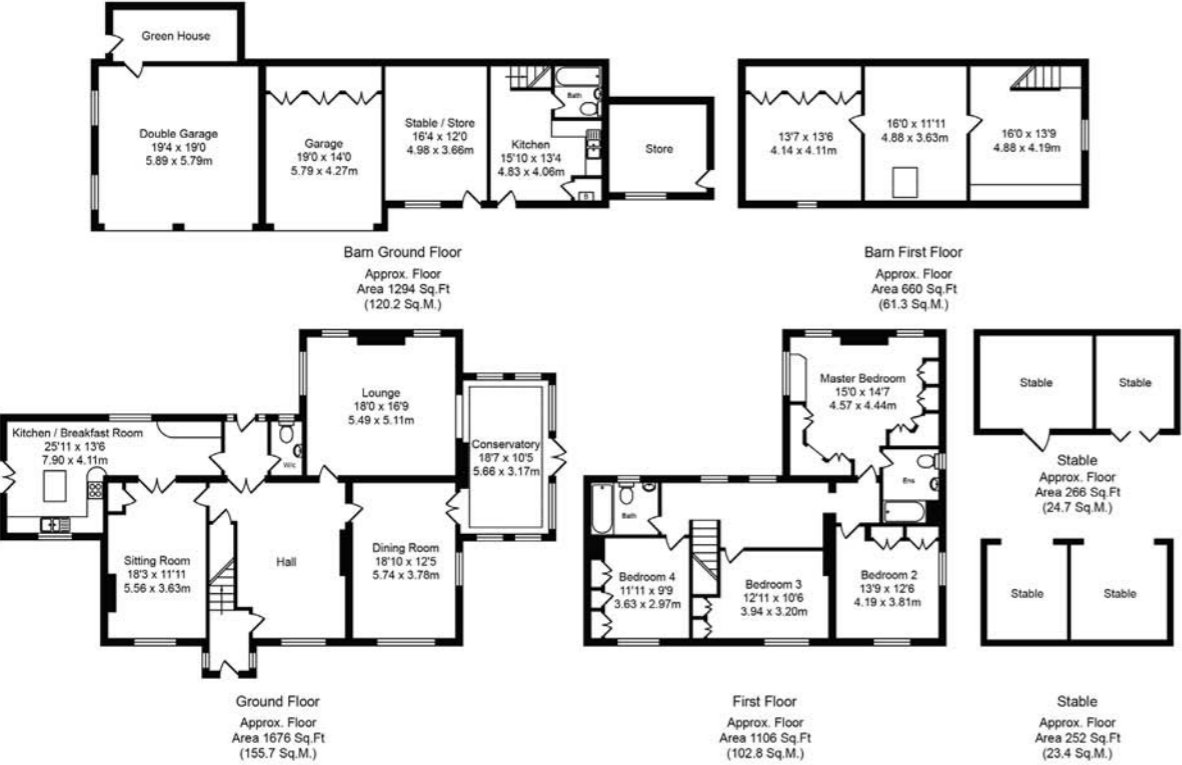 Green House
Double Garage
19'4 x 19'0
5.89 x 5.79m
Garage
19'0 x 14'0
5.79 x 4.27m
Stable / Store
16'4 x 12'0
4.98 x 3.66m
Bath
Kitchen
15'10 x 13'4
4.83 x 4.06m
B
Store
Barn Ground Floor
Approx. Floor
Area 1294 Sq.Ft
(120.2 Sq.M.)
13'7 x 13'6
4.14 x 4.11m
16'0 x 11'11
4.88 x 3.63m
16'0 x 13'9
4.88 x 4.19m
Barn First Floor
Approx. Floor
Area 660 Sq.Ft
(61.3 Sq.M.)
Kitchen / Breakfast Room
25'11 x 13'6
7.90 x 4.11m
W/c
Lounge
18'0 x 16'9
5.49 x 5.11m
Conservatory
18'7 x 10'5
5.66 x 3.17m
Sitting Room
18'3 x 11'11
5.56 x 3.63m
Hall
Dining Room
18'10 x 12'5
5.74 x 3.78m
Ground Floor
Approx. Floor
Area 1676 Sq.Ft
(155.7 Sq.M.)
Master Bedroom
15'0 x 14'7
4.57 x 4.44m
Ens
Bath
Bedroom 4
11'11 x 9'9
3.63 x 2.97m
Bedroom 3
12'11 x 10'6
3.94 x 3.20m
Bedroom 2
13'9 x 12'6
4.19 x 3.81m
First Floor
Approx. Floor
Area 1106 Sq.Ft
(102.8 Sq.M.)
Stable
Stable
Stable
Approx. Floor
Area 266 Sq.Ft
(24.7 Sq.M.)
Stable
Stable
Stable
Approx. Floor
Area 252 Sq.Ft
(23.4 Sq.M.)